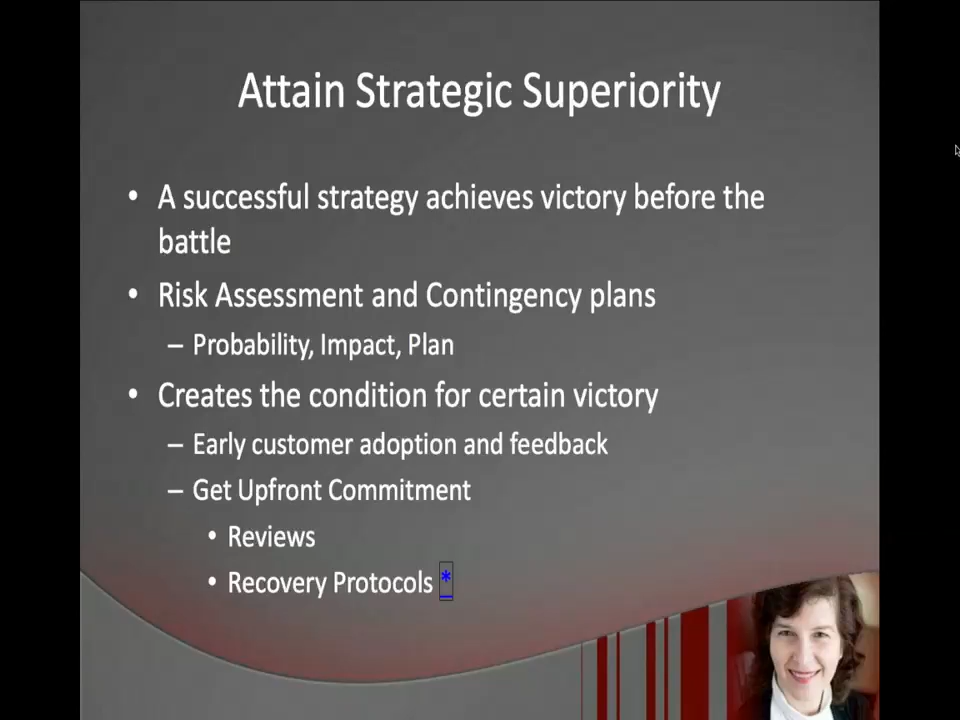 Attain Strategic Superiority
• A successful strategy achieves victory before the
battle
• Risk Assessment and Contingency plans
– Probability, Impact, Plan
• Creates the condition for certain victory
– Early customer adoption and feedback
– Get Upfront Commitment
• Reviews
• Recovery Protocols *